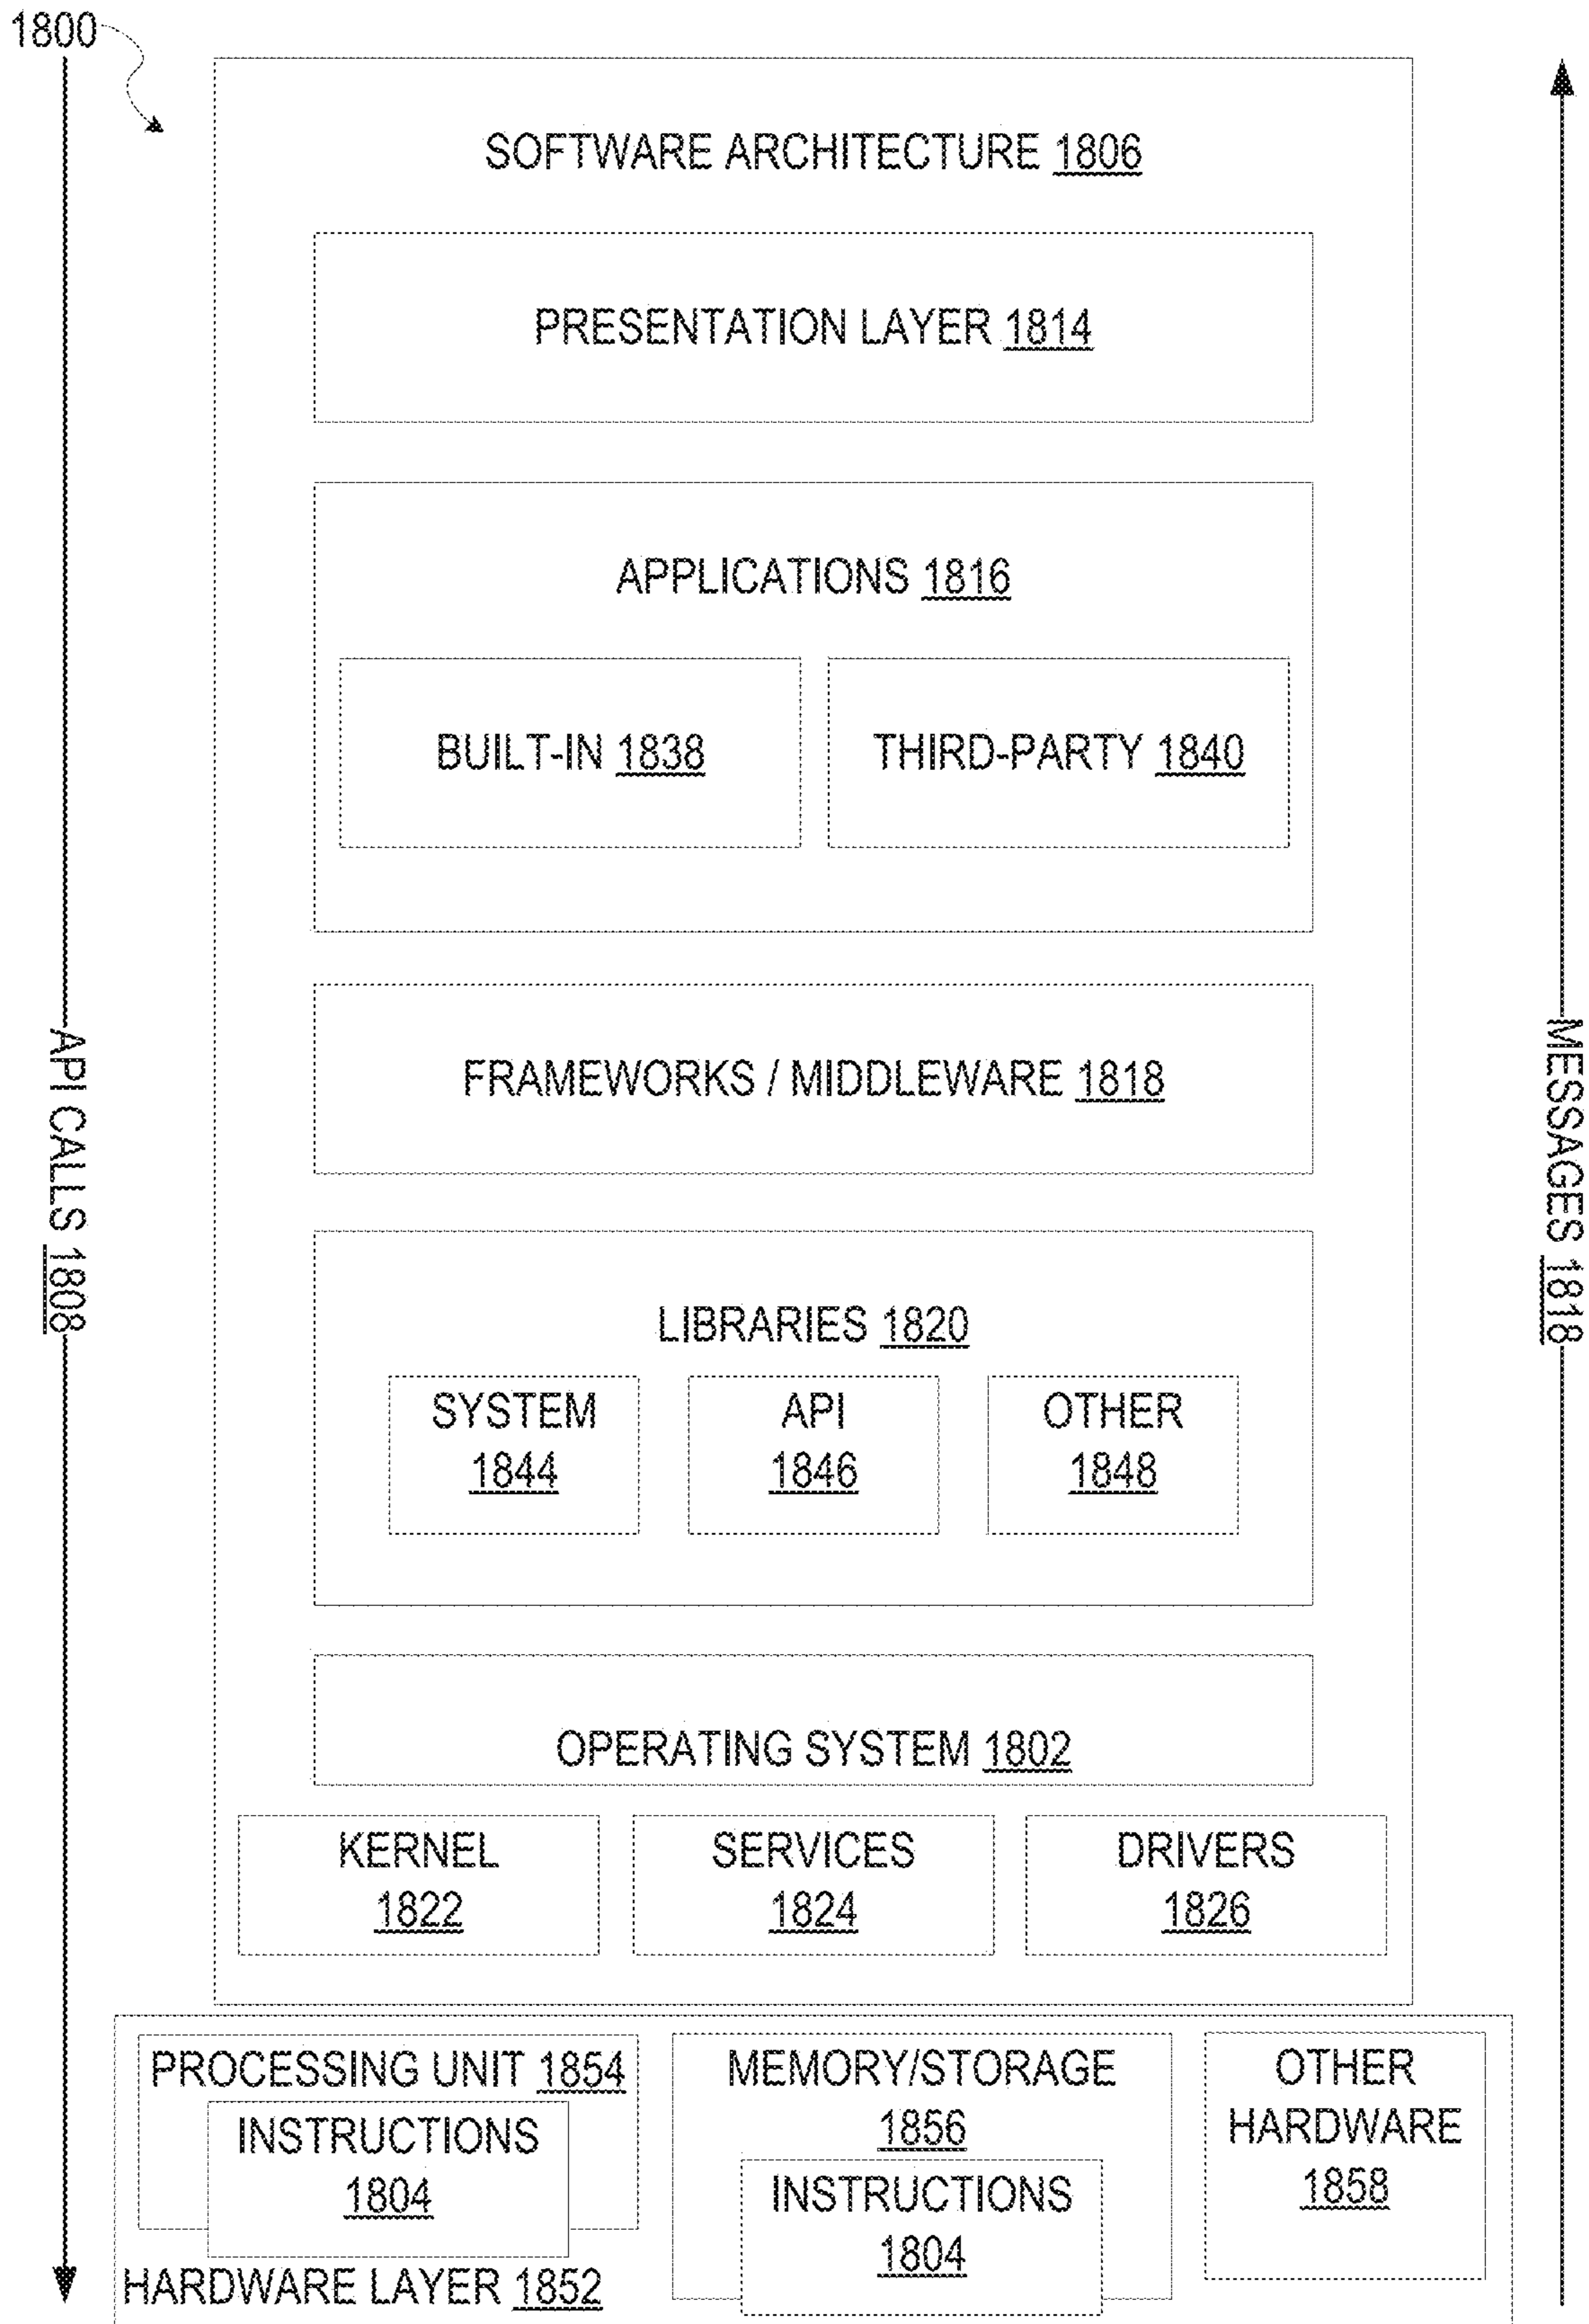 1800
SOFTWARE ARCHITECTURE 1806
PRESENTATION LAYER 1814
APPLICATIONS 1816
BUILT-IN 1838
THIRD-PARTY 1840
FRAMEWORKS / MIDDLEWARE 1818
API CALLS 1808
MESSAGES 1818
LIBRARIES 1820
SYSTEM
1844
API
1846
OTHER
1848
OPERATING SYSTEM 1802
KERNEL
1822
SERVICES
1824
DRIVERS
1826
PROCESSING UNIT 1854
INSTRUCTIONS
1804
MEMORY/STORAGE
1856
INSTRUCTIONS
1804
OTHER
HARDWARE
1858
HARDWARE LAYER 1852